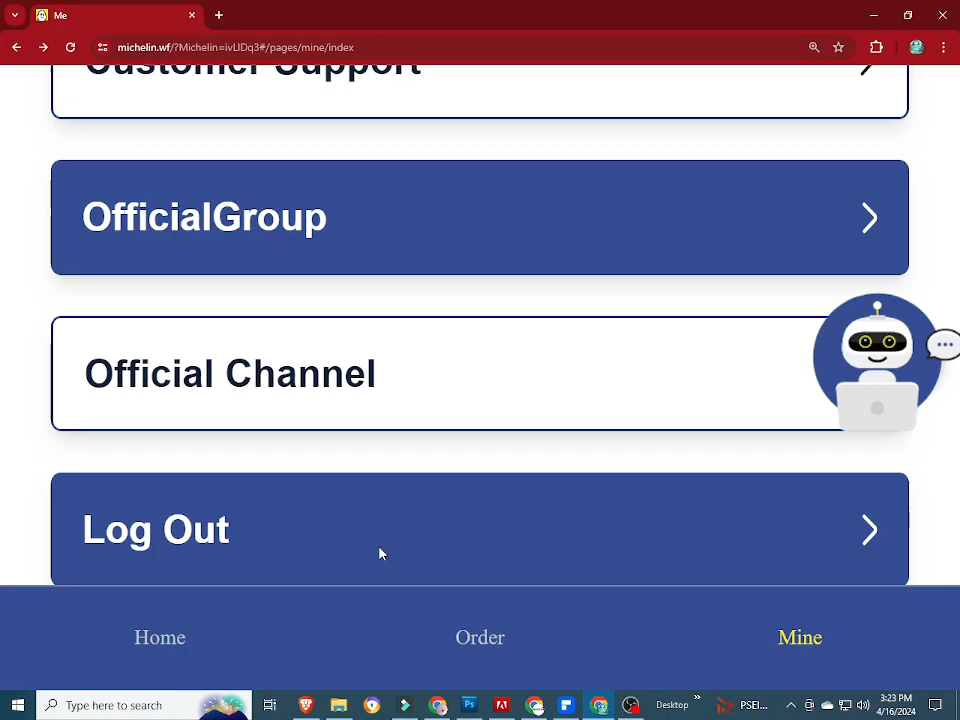 Me
michelin.wf/?Michelin=ivLIDq3#/pages/mine/index
Customer Support
OfficialGroup
Official Channel
Log Out
Home
Order
Mine
Type here to search
Desktop
PSEI...
3:23 PM
4/16/2024